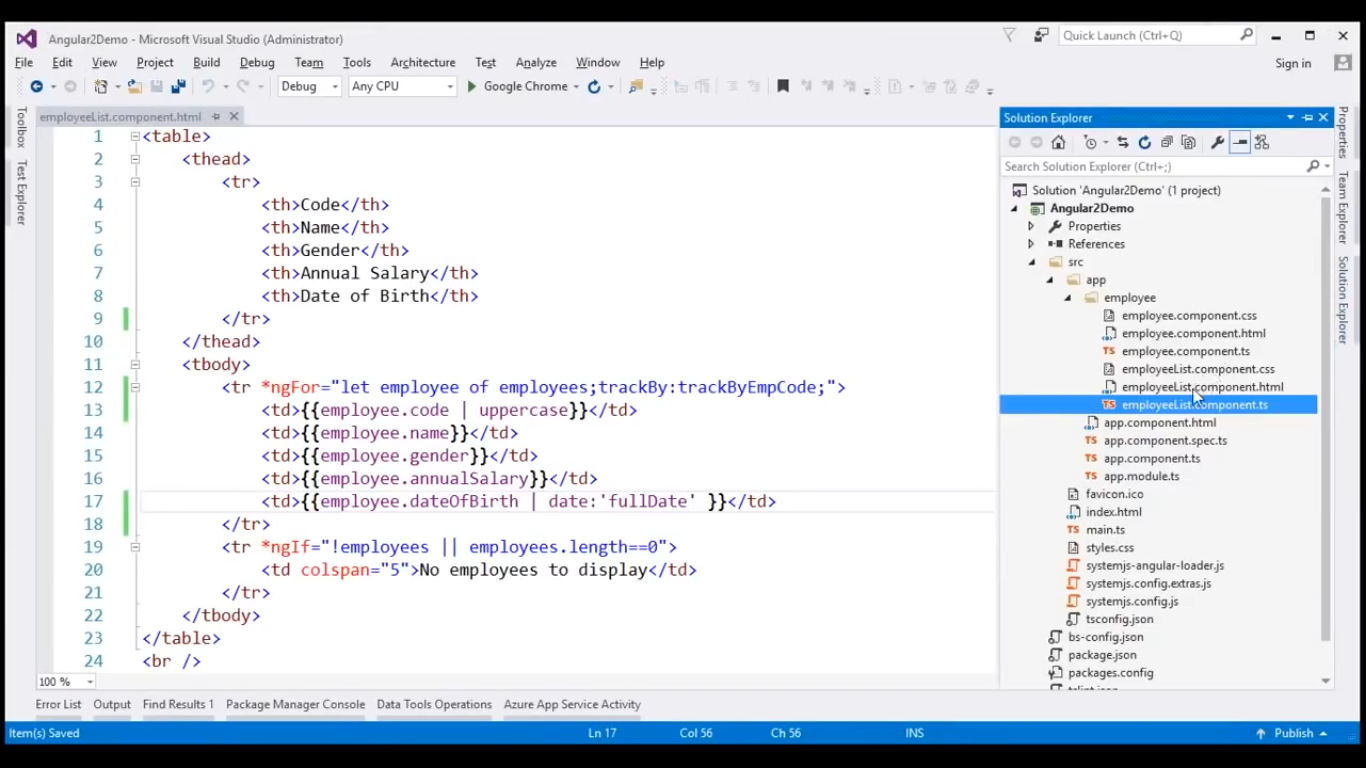 Angular2Demo - Microsoft Visual Studio (Administrator)
Quick Launch (Ctrl+Q)
File Edit View Project Build Debug Team Tools Architecture Test Analyze Window Help
Sign in
Debug Any CPU Google Chrome
Toolbox
Test Explorer
employeeList.component.html
1 <table>
2 <thead>
3 <tr>
4 <th>Code</th>
5 <th>Name</th>
6 <th>Gender</th>
7 <th>Annual Salary</th>
8 <th>Date of Birth</th>
9 </tr>
10 </thead>
11 <tbody>
12 <tr *ngFor="let employee of employees;trackBy:trackByEmpCode;">
13 <td>{{employee.code | uppercase}}</td>
14 <td>{{employee.name}}</td>
15 <td>{{employee.gender}}</td>
16 <td>{{employee.annualSalary}}</td>
17 <td>{{employee.dateOfBirth | date:'fullDate' }}</td>
18 </tr>
19 <tr *ngIf="!employees || employees.length==0">
20 <td colspan="5">No employees to display</td>
21 </tr>
22 </tbody>
23 </table>
24 <br />
100 %
Solution Explorer
Search Solution Explorer (Ctrl+;)
Solution 'Angular2Demo' (1 project)
Angular2Demo
Properties
References
src
app
employee
employee.component.css
employee.component.html
TS employee.component.ts
employeeList.component.css
employeeList.component.html
TS employeeList.component.ts
app.component.html
TS app.component.spec.ts
TS app.component.ts
TS app.module.ts
favicon.ico
index.html
TS main.ts
styles.css
systemjs-angular-loader.js
systemjs.config.extras.js
systemjs.config.js
tsconfig.json
bs-config.json
package.json
packages.config
Properties
Team Explorer
Solution Explorer
Error List Output Find Results 1 Package Manager Console Data Tools Operations Azure App Service Activity
Item(s) Saved Ln 17 Col 56 Ch 56 INS Publish